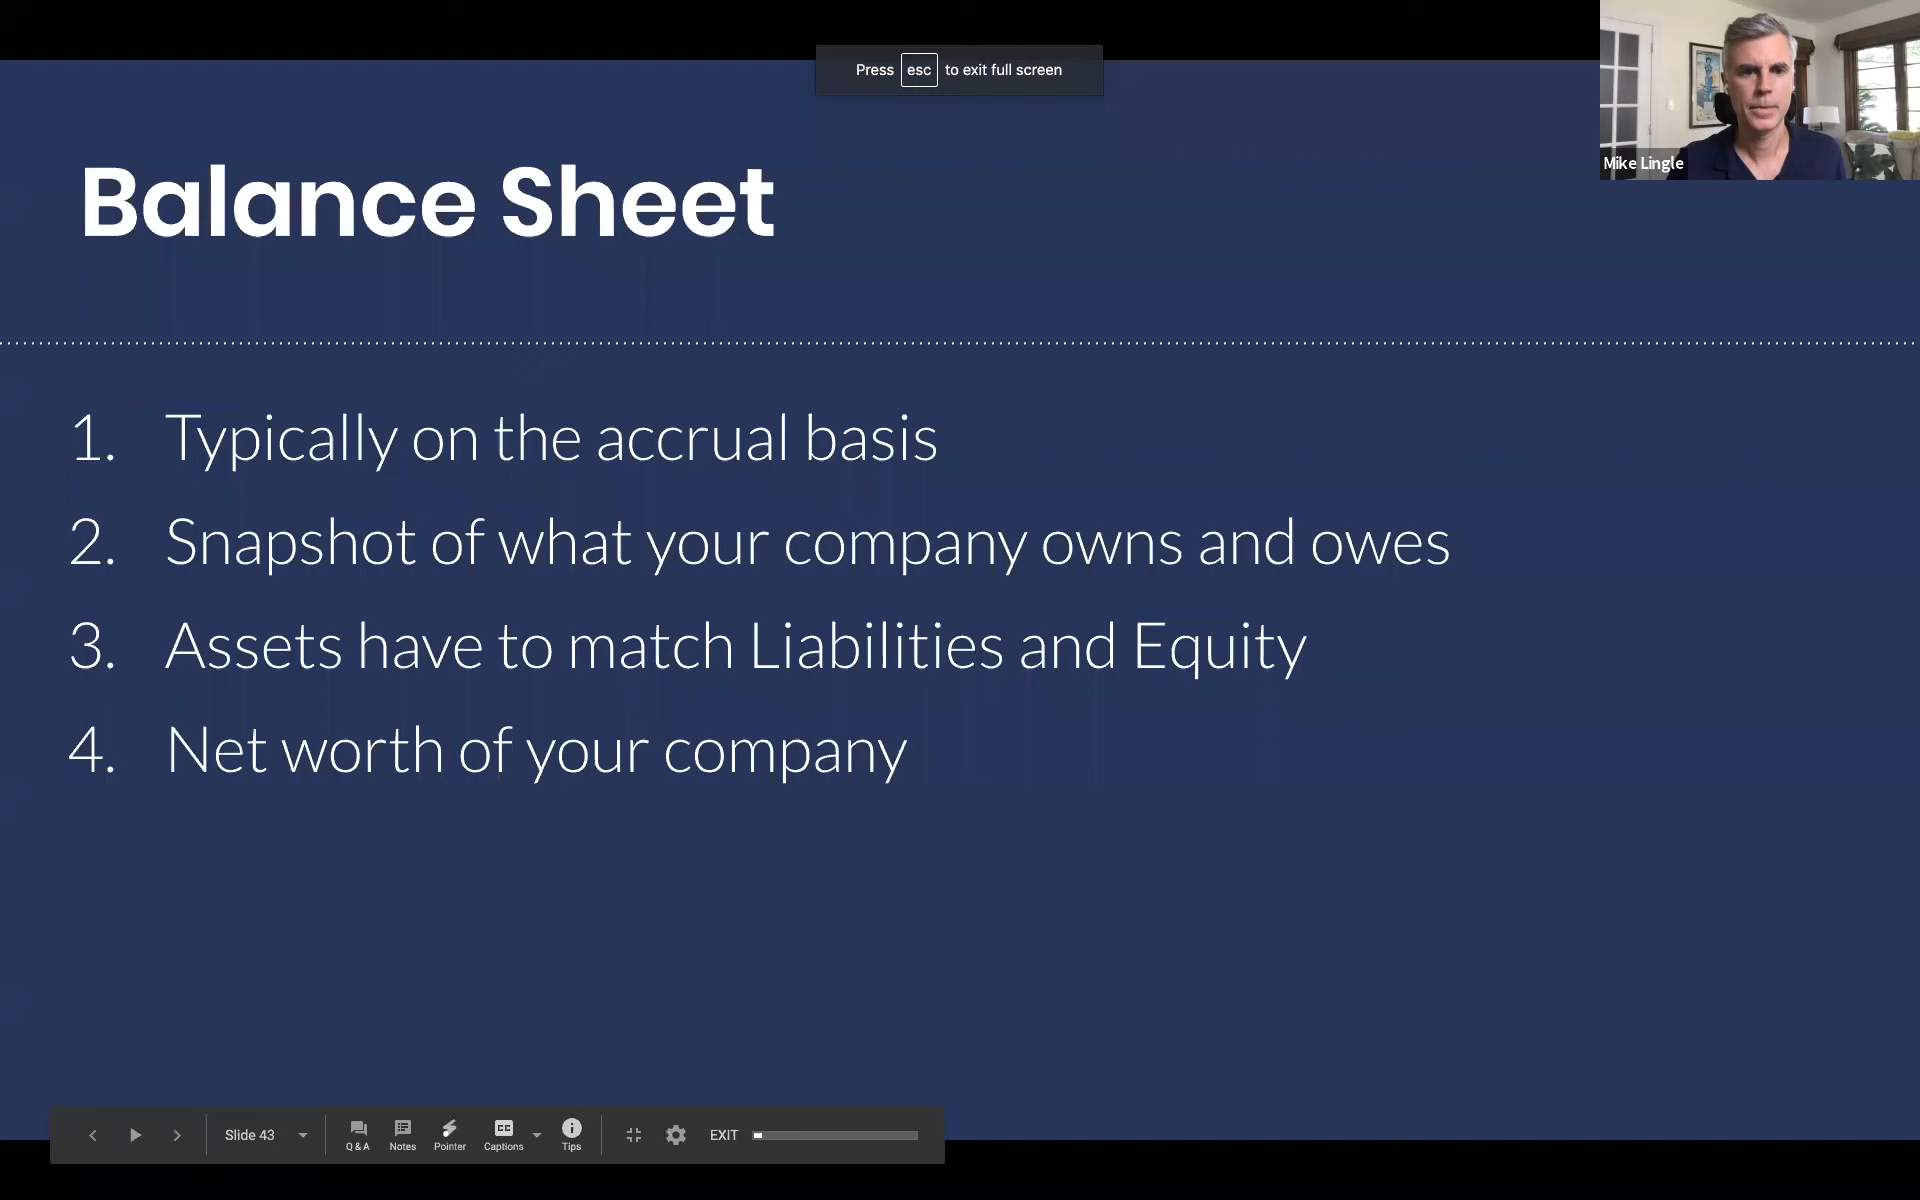 Press esc to exit full screen
Mike Lingle
Balance Sheet
1. Typically on the accrual basis
2. Snapshot of what your company owns and owes
3. Assets have to match Liabilities and Equity
4. Net worth of your company
Slide 43
Q & A
Notes
Pointer
CC
Captions
Tips
EXIT